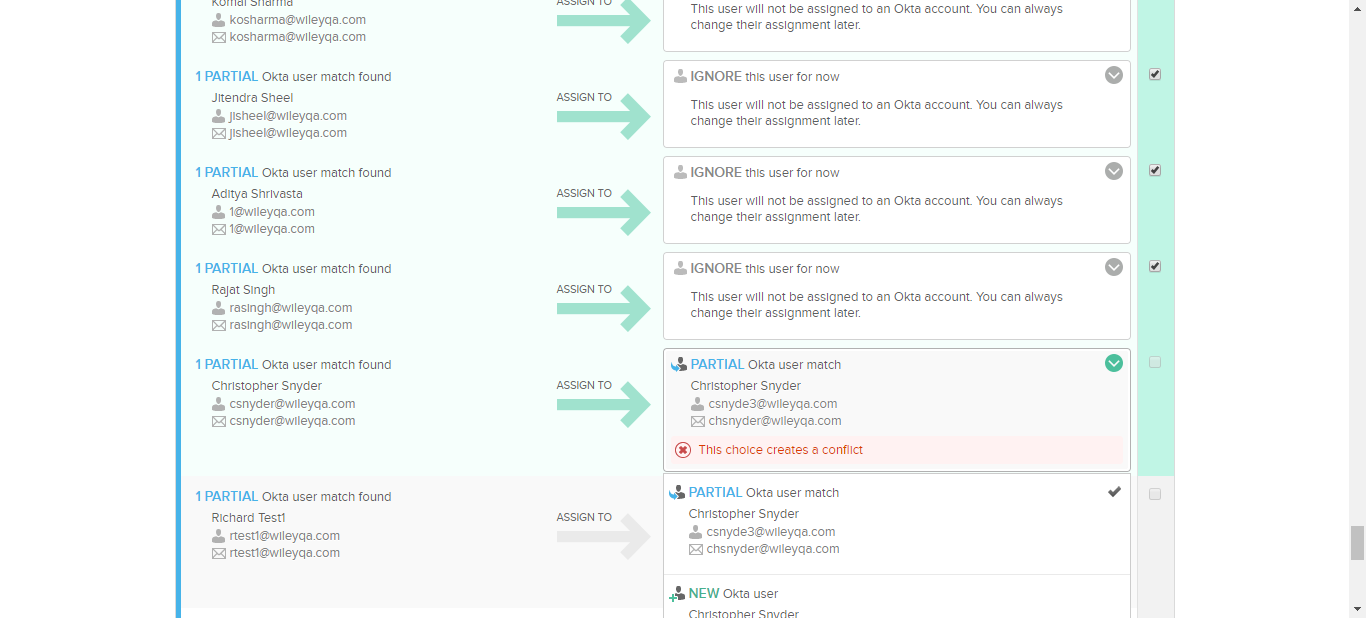 Komal Sharma
kosharma@wileyqa.com
kosharma@wileyqa.com
ASSIGN TO
This user will not be assigned to an Okta account. You can always
change their assignment later.
1 PARTIAL Okta user match found
Jitendra Sheel
jisheel@wileyqa.com
jisheel@wileyqa.com
ASSIGN TO
IGNORE this user for now
This user will not be assigned to an Okta account. You can always
change their assignment later.
1 PARTIAL Okta user match found
Aditya Shrivasta
1@wileyqa.com
1@wileyqa.com
ASSIGN TO
IGNORE this user for now
This user will not be assigned to an Okta account. You can always
change their assignment later.
1 PARTIAL Okta user match found
Rajat Singh
rasingh@wileyqa.com
rasingh@wileyqa.com
ASSIGN TO
IGNORE this user for now
This user will not be assigned to an Okta account. You can always
change their assignment later.
1 PARTIAL Okta user match found
Christopher Snyder
csnyder@wileyqa.com
csnyder@wileyqa.com
ASSIGN TO
PARTIAL Okta user match
Christopher Snyder
csnyde3@wileyqa.com
chsnyder@wileyqa.com
This choice creates a conflict
1 PARTIAL Okta user match found
Richard Test1
rtest1@wileyqa.com
rtest1@wileyqa.com
ASSIGN TO
PARTIAL Okta user match
Christopher Snyder
csnyde3@wileyqa.com
chsnyder@wileyqa.com
NEW Okta user
Christopher Snyder